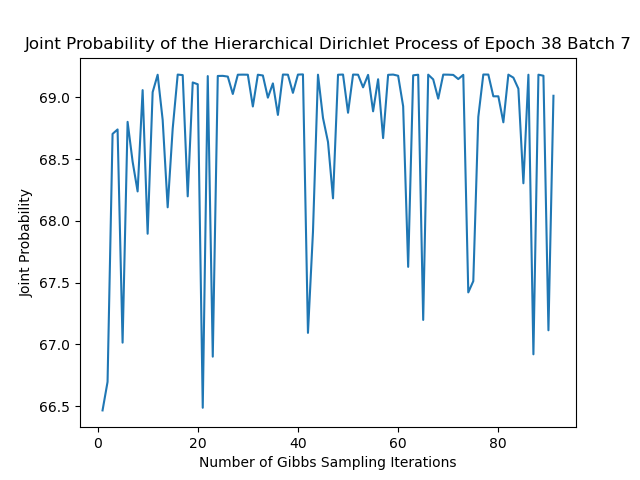 Joint Probability of the Hierarchical Dirichlet Process of Epoch 38 Batch 7
Joint Probability
69.0
68.5
68.0
67.5
67.0
66.5
0 20 40 60 80
Number of Gibbs Sampling Iterations